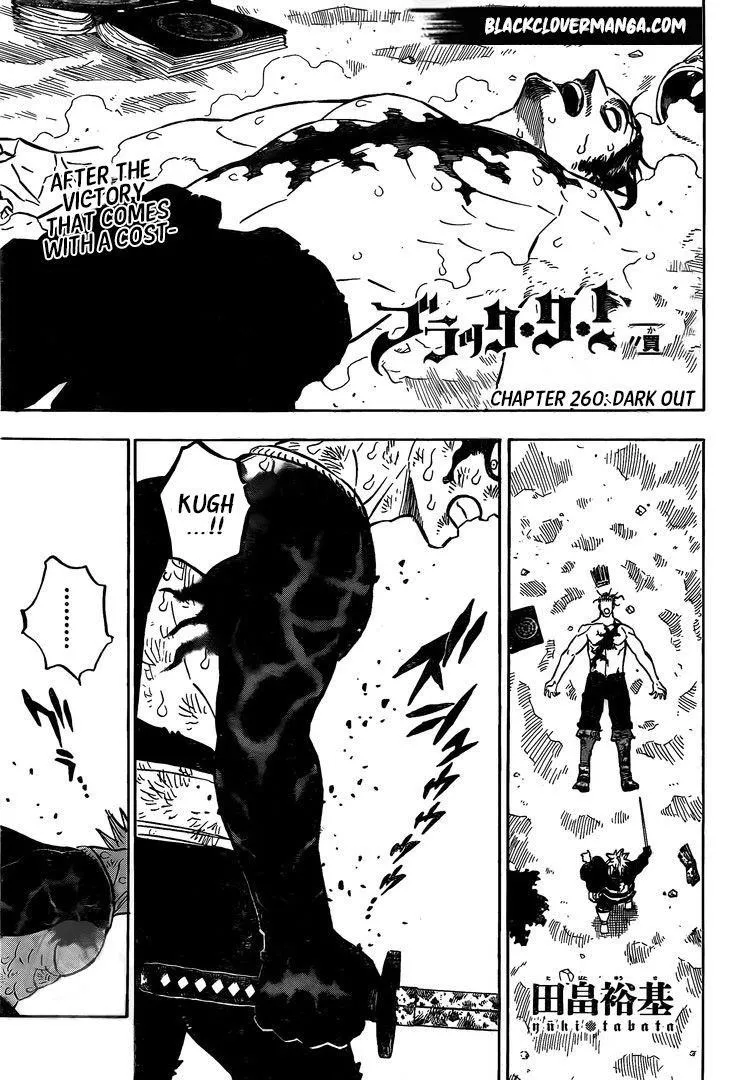 BLACKCLOVERMANGA.COM
AFTER THE
VICTORY
THAT COMES
WITH A COST-
ブラック・クローバー
CHAPTER 260: DARK OUT
KUGH
...!!
.......
田畠裕基
yūki tabata